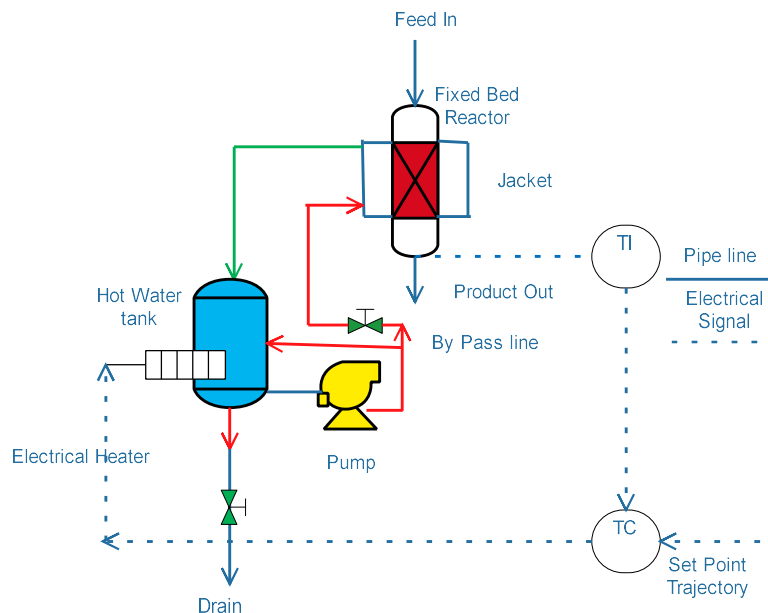 Feed In
Fixed Bed
Reactor
Jacket
TI
Pipe line
Electrical
Signal
Product Out
Hot Water
tank
By Pass line
Electrical Heater
Pump
TC
Set Point
Trajectory
Drain